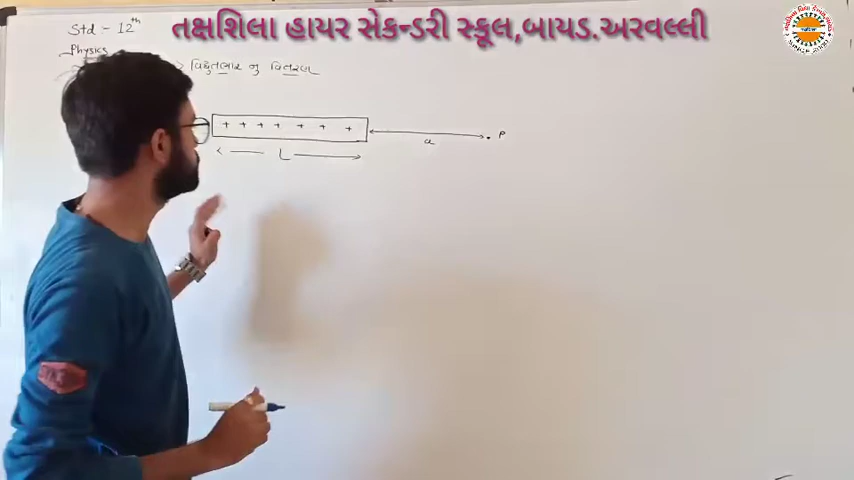 તક્ષશિલા હાયર સેકન્ડરી સ્કૂલ,બાયડ.અરવલ્લી
Std :- 12th
Physics
> વિદ્યુતભાર નુ વિતરણ
+ + + + + + +
a
P
L